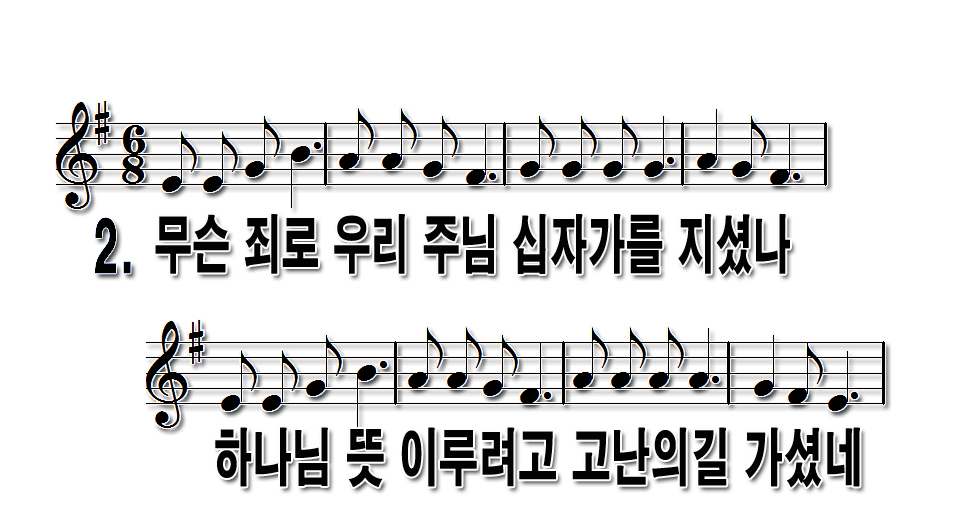 2. 무슨 죄로 우리 주님 십자가를 지셨나
하나님 뜻 이루려고 고난의길 가셨네